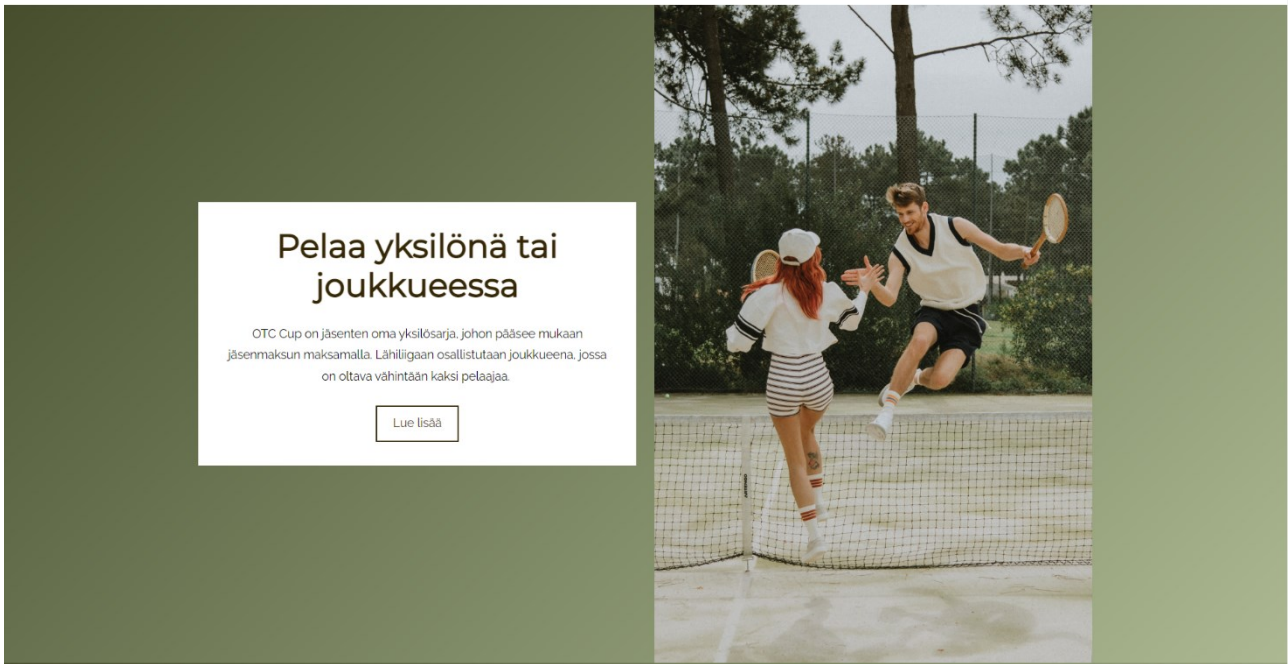 Pelaa yksilönä tai
joukkueessa
OTC Cup on jäsenten oma yksilösarja, johon pääsee mukaan
jäsenmaksun maksamalla. Lähiliigaan osallistutaan joukkueena, jossa
on oltava vähintään kaksi pelaajaa.
Lue lisää